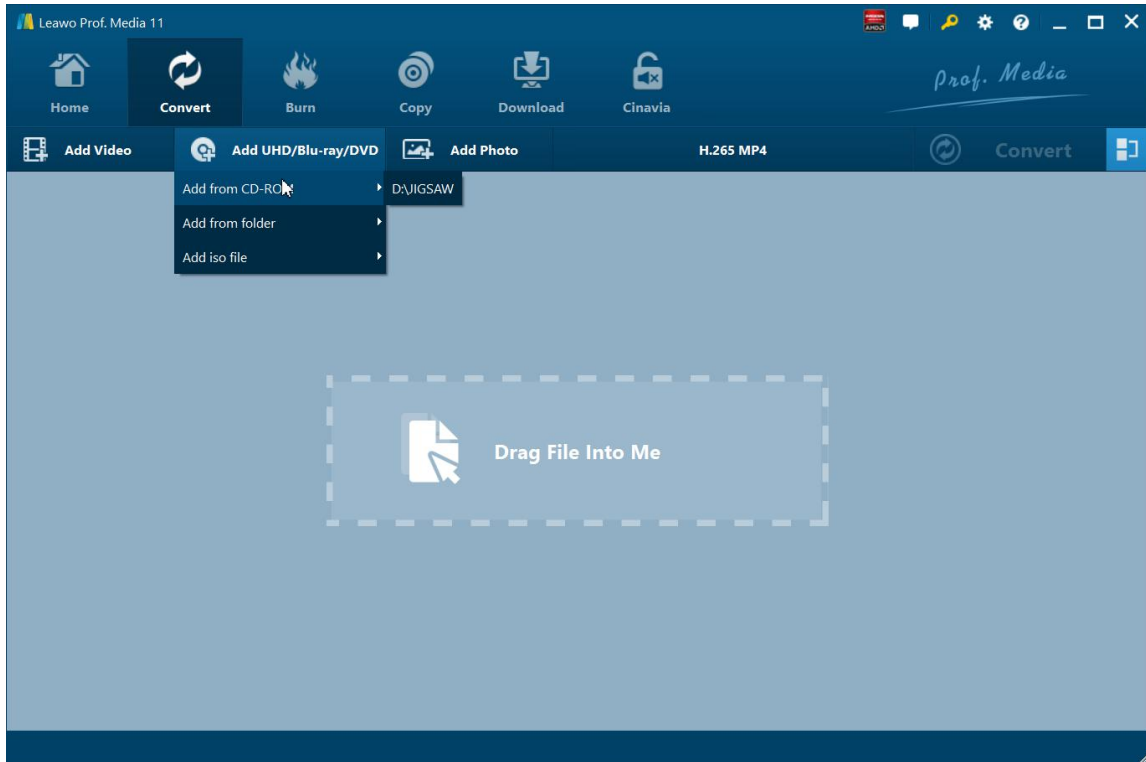 Leawo Prof. Media 11
Home
Convert
Burn
Copy
Download
Cinavia
Prof. Media
Add Video
Add UHD/Blu-ray/DVD
Add Photo
H.265 MP4
Convert
Add from CD-ROM
D:\JIGSAW
Add from folder
Add iso file
Drag File Into Me